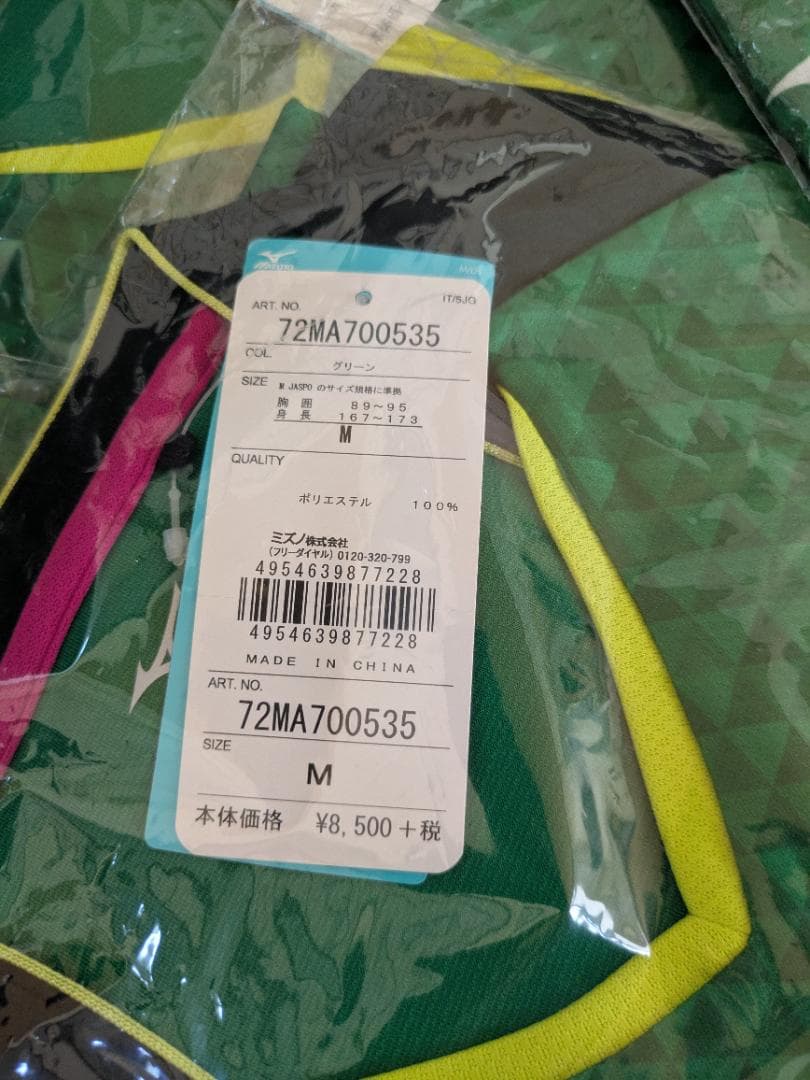 MIZUNO
IT/SJG
ART. NO.
72MA700535
COL.
グリーン
SIZE
M JASPO のサイズ規格に準拠
胸 囲 89~95
身 長 167~173
M
QUALITY
ポリエステル 100%
ミズノ株式会社
(フリーダイヤル) 0120-320-799
4954639877228
4954639877228
MADE IN CHINA
ART. NO.
72MA700535
SIZE
M
本体価格 ¥8,500+税